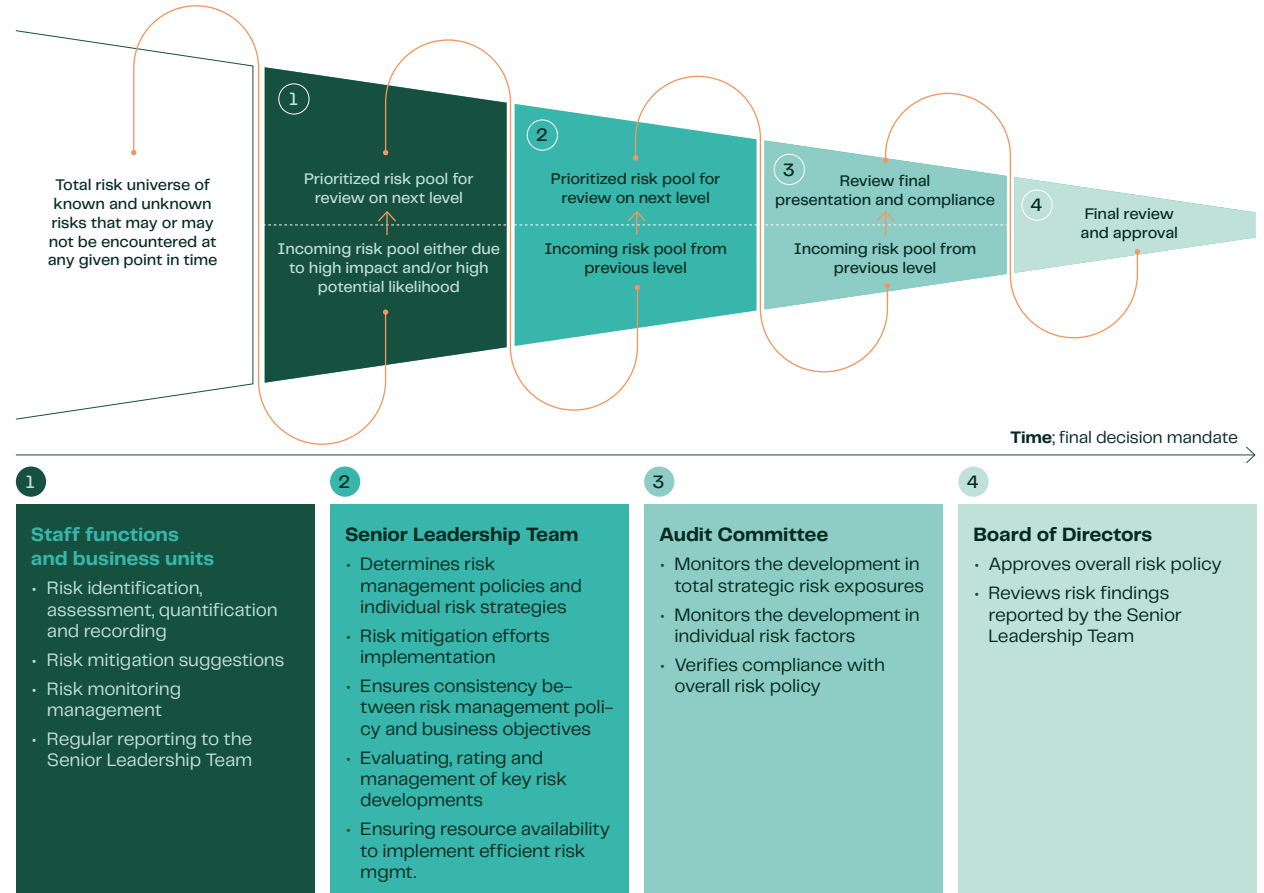 Total risk universe of
known and unknown
risks that may or may
not be encountered at
any given point in time
1
Prioritized risk pool for
review on next level
Incoming risk pool either due
to high impact and/or high
potential likelihood
2
Prioritized risk pool for
review on next level
Incoming risk pool from
previous level
3
Review final
presentation and compliance
Incoming risk pool from
previous level
4
Final review
and approval
Time; final decision mandate
1
Staff functions
and business units
· Risk identification,
assessment, quantification
and recording
· Risk mitigation suggestions
· Risk monitoring
management
· Regular reporting to the
Senior Leadership Team
2
Senior Leadership Team
· Determines risk
management policies and
individual risk strategies
· Risk mitigation efforts
implementation
· Ensures consistency be-
tween risk management poli-
cy and business objectives
· Evaluating, rating and
management of key risk
developments
· Ensuring resource availability
to implement efficient risk
mgmt.
3
Audit Committee
· Monitors the development in
total strategic risk exposures
· Monitors the development in
individual risk factors
· Verifies compliance with
overall risk policy
4
Board of Directors
· Approves overall risk policy
· Reviews risk findings
reported by the Senior
Leadership Team